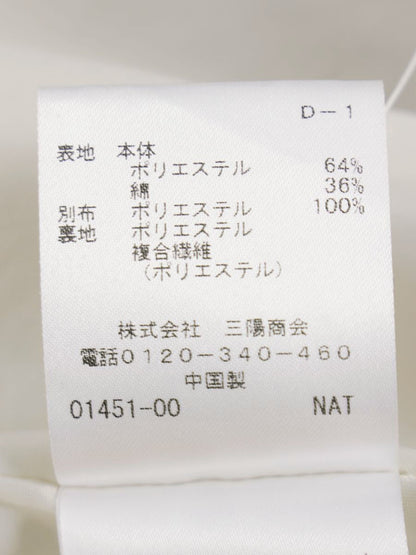 D－1
表地 本体
ポリエステル 64%
綿 36%
別布 ポリエステル 100%
裏地 ポリエステル
複合繊維
（ポリエステル）
株式会社 三陽商会
電話０１２０－３４０－４６０
中国製
01451-00 NAT